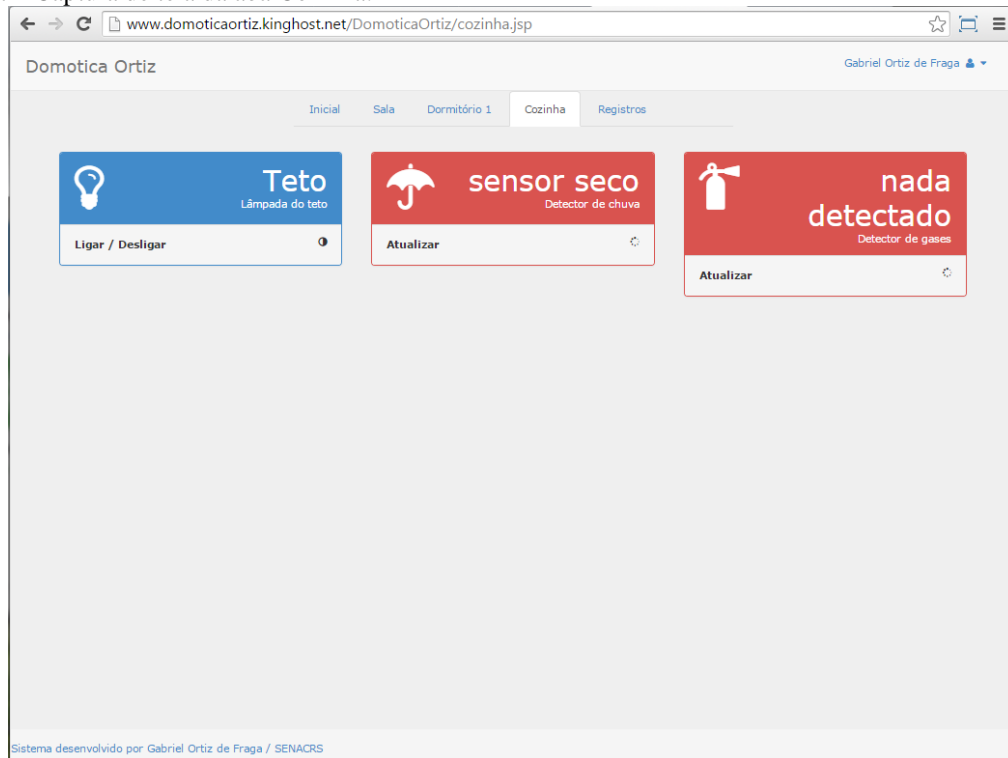 www.domoticaortiz.kinghost.net/DomoticaOrtiz/cozinha.jsp
Domotica Ortiz
Gabriel Ortiz de Fraga
Inicial Sala Dormitório 1 Cozinha Registros
Teto
Lâmpada do teto
Ligar / Desligar
sensor seco
Detector de chuva
Atualizar
nada
detectado
Detector de gases
Atualizar
Sistema desenvolvido por Gabriel Ortiz de Fraga / SENACRS